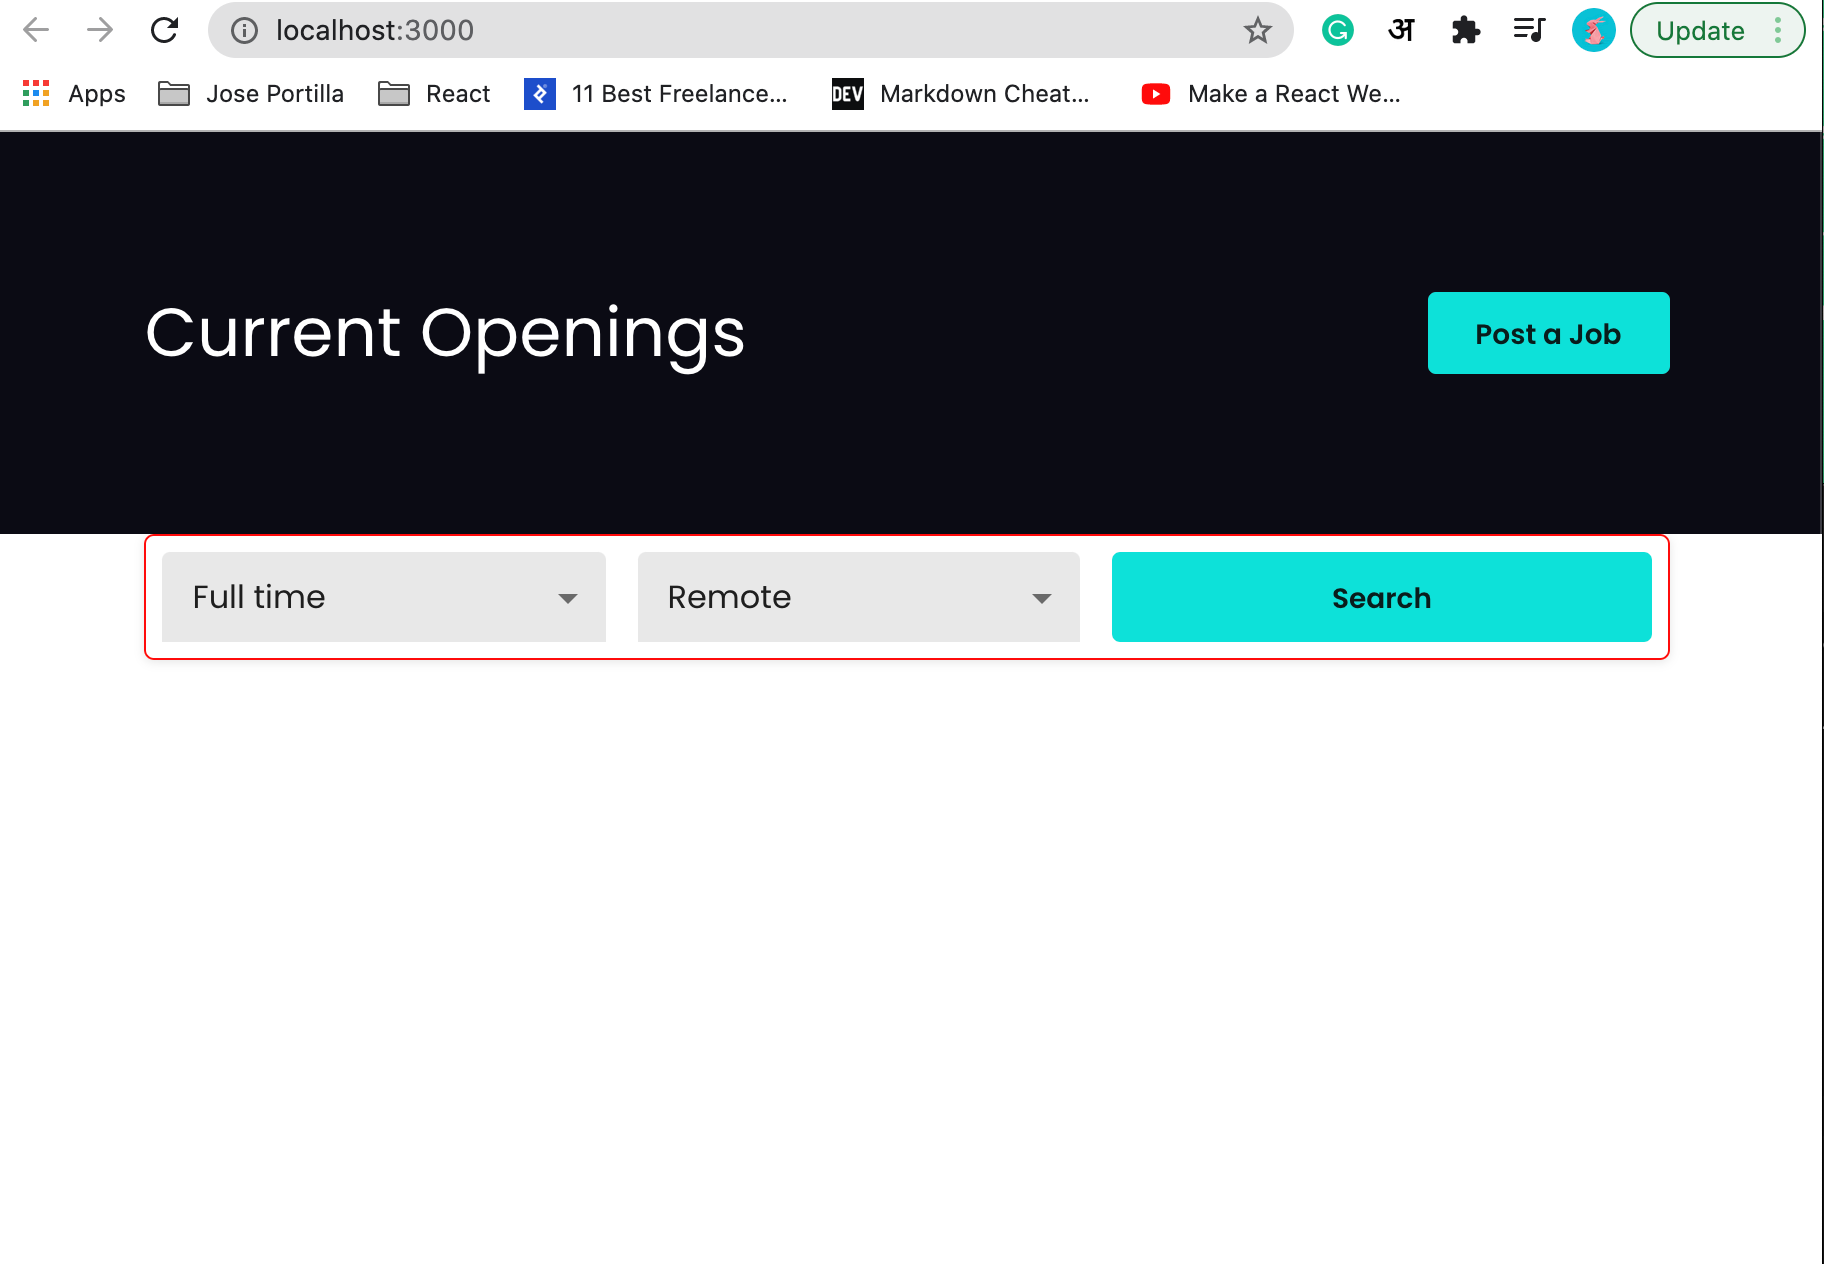 localhost:3000
अ
Update
Apps
Jose Portilla
React
11 Best Freelance...
DEV
Markdown Cheat...
Make a React We...
Current Openings
Post a Job
Full time
Remote
Search